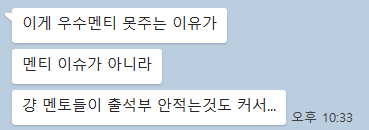 이게 우수멘티 못주는 이유가
멘티 이슈가 아니라
걍 멘토들이 출석부 안적는것도 커서...
오후 10:33